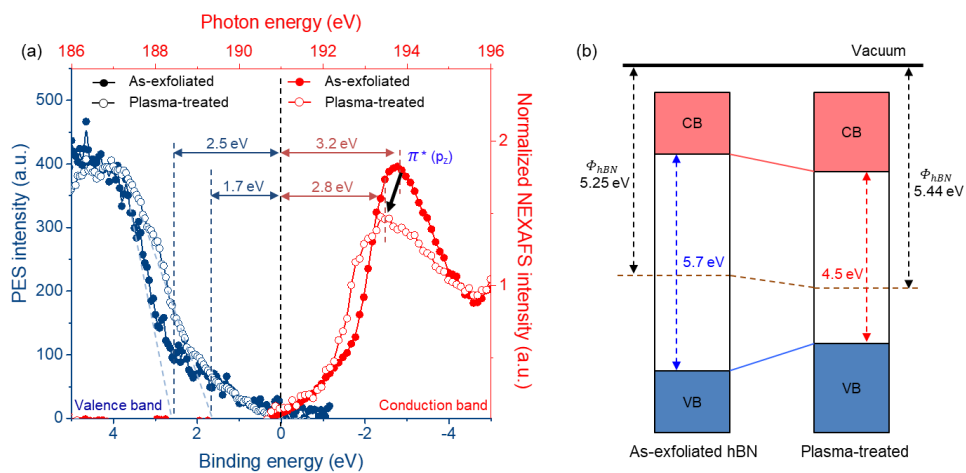 Photon energy (eV)
186 188 190 192 194 196
(a)
As-exfoliated
Plasma-treated
As-exfoliated
Plasma-treated
2.5 eV
3.2 eV
π* (pz)
1.7 eV
2.8 eV
500
400
300
200
100
0
PES intensity (a.u.)
2
1
Normalized NEXAFS intensity (a.u.)
Valence band
Conduction band
4 2 0 -2 -4
Binding energy (eV)
(b)
Vacuum
CB
CB
ΦhBN
5.25 eV
ΦhBN
5.44 eV
5.7 eV
4.5 eV
VB
VB
As-exfoliated hBN
Plasma-treated